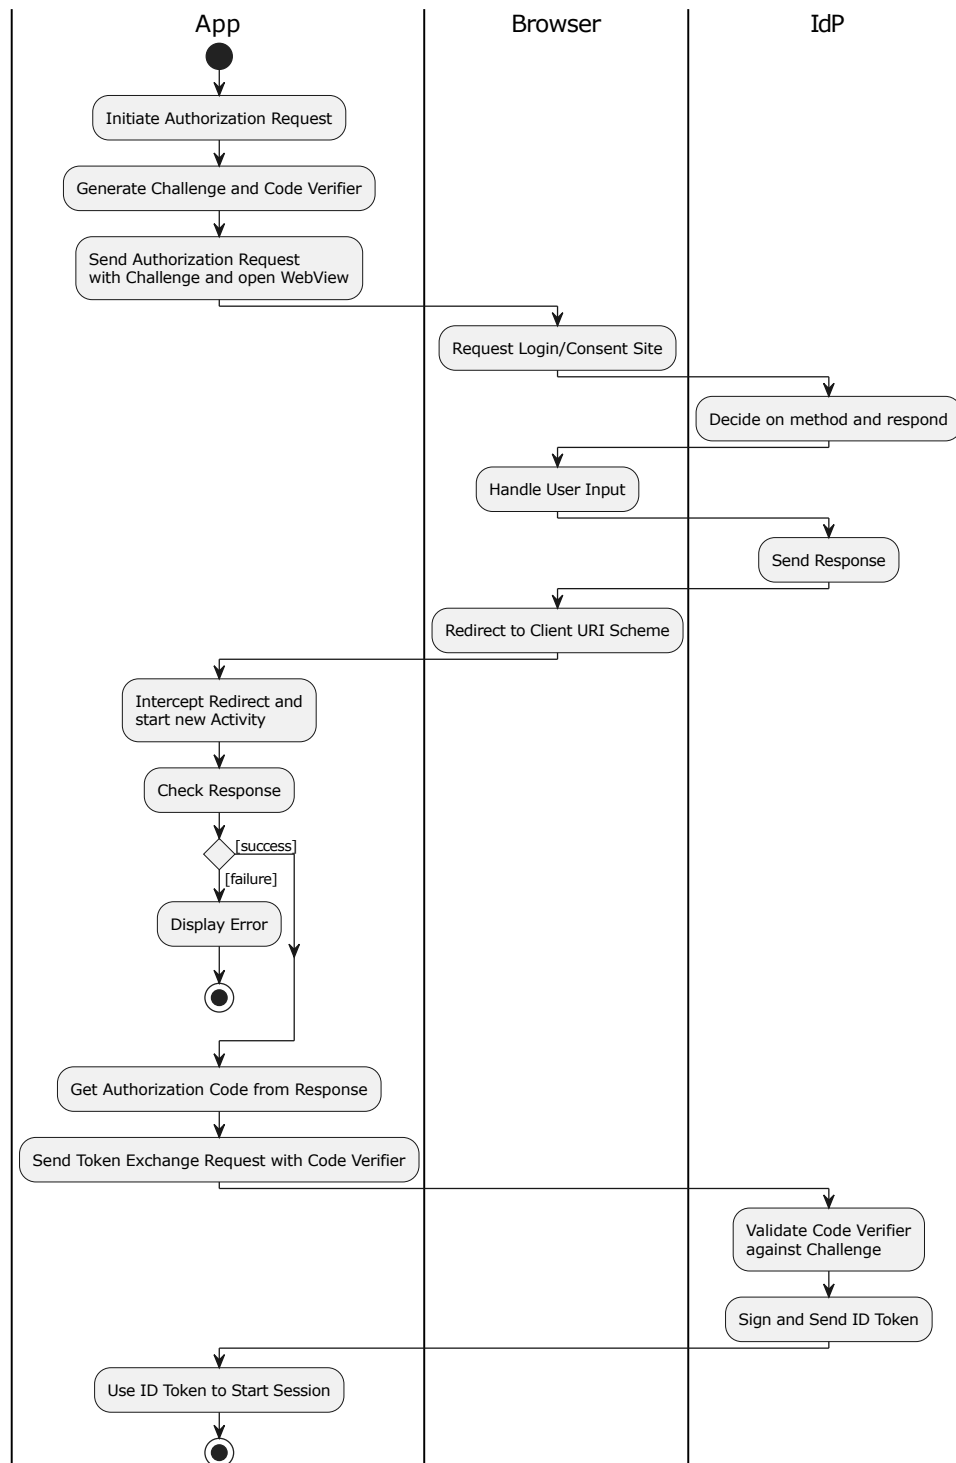 App
Browser
IdP
Initiate Authorization Request
Generate Challenge and Code Verifier
Send Authorization Request
with Challenge and open WebView
Request Login/Consent Site
Decide on method and respond
Handle User Input
Send Response
Redirect to Client URI Scheme
Intercept Redirect and
start new Activity
Check Response
[success]
[failure]
Display Error
Get Authorization Code from Response
Send Token Exchange Request with Code Verifier
Validate Code Verifier
against Challenge
Sign and Send ID Token
Use ID Token to Start Session